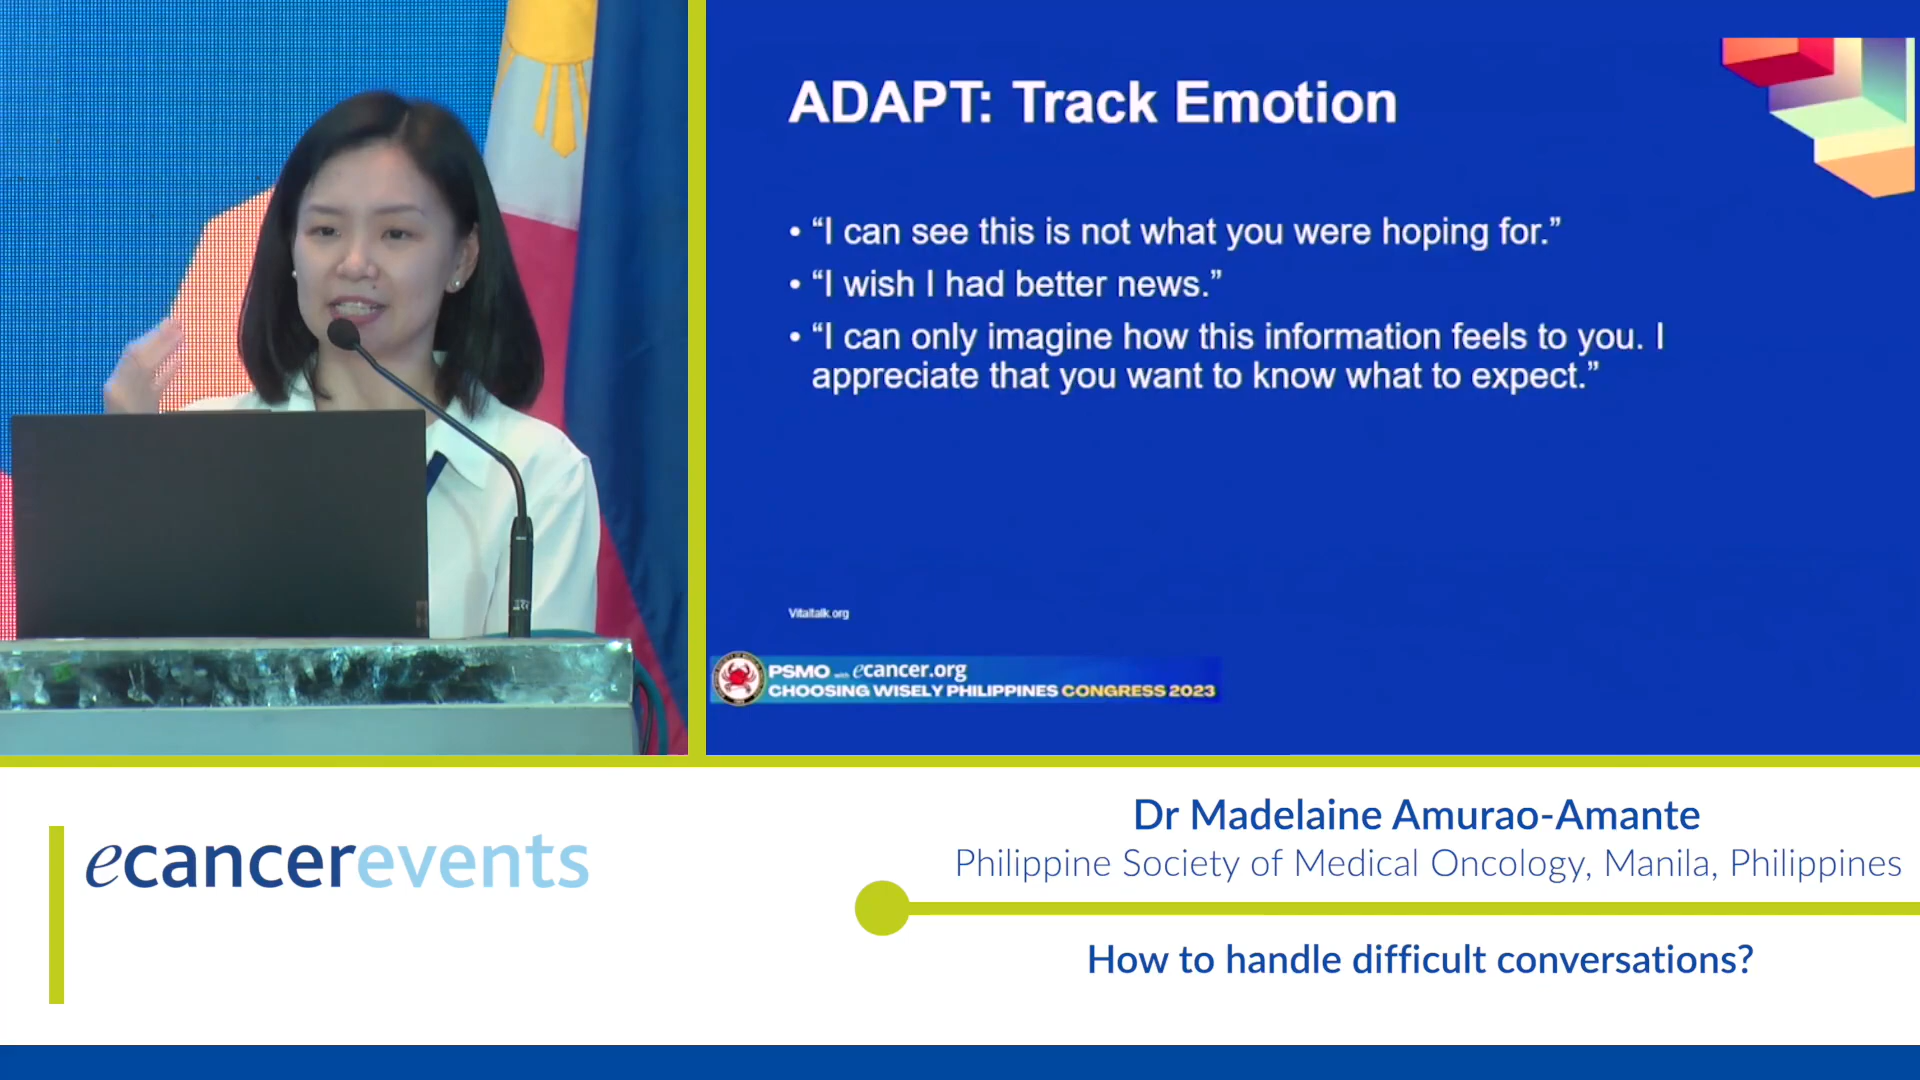 ADAPT: Track Emotion
• “I can see this is not what you were hoping for.”
• “I wish I had better news.”
• “I can only imagine how this information feels to you. I
appreciate that you want to know what to expect.”
Vitaltalk.org
PSMO with ecancer.org
CHOOSING WISELY PHILIPPINES CONGRESS 2023
ecancerevents
Dr Madelaine Amurao-Amante
Philippine Society of Medical Oncology, Manila, Philippines
How to handle difficult conversations?